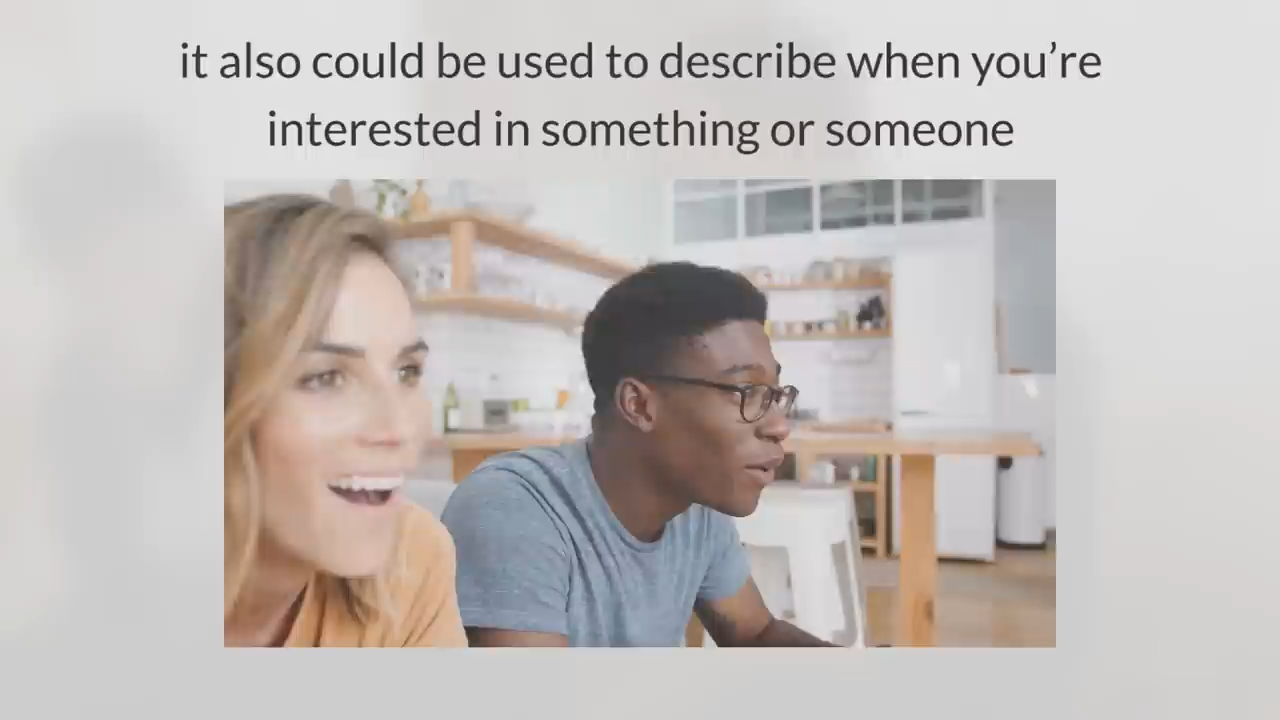 it also could be used to describe when you’re
interested in something or someone